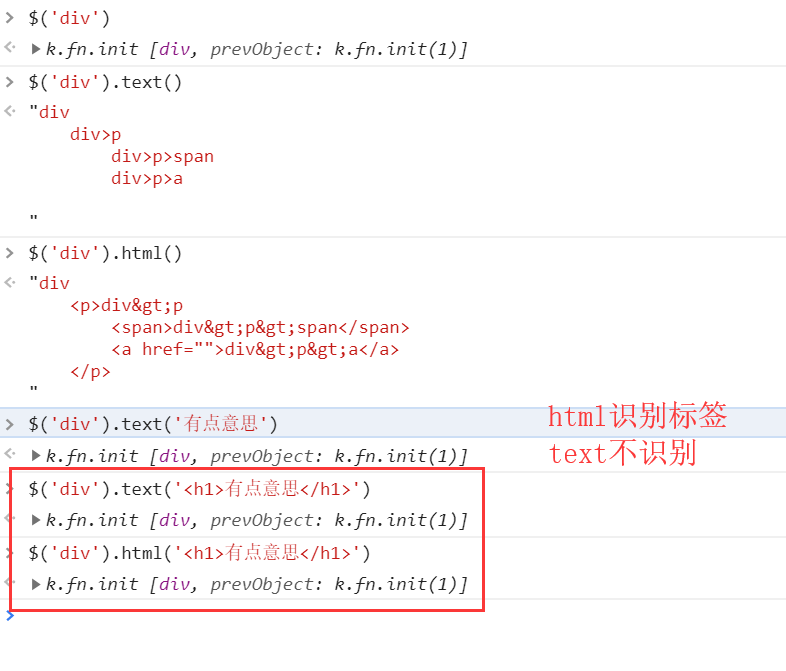 > $('div')
<· ▶k.fn.init [div, prevObject: k.fn.init(1)]
> $('div').text()
<· "div
div>p
div>p>span
div>p>a
"
> $('div').html()
<· "div
<p>div&gt;p
<span>div&gt;p&gt;span</span>
<a href="">div&gt;p&gt;a</a>
</p>
"
html识别标签
> $('div').text('有点意思')
text不识别
<· ▶k.fn.init [div, prevObject: k.fn.init(1)]
> $('div').text('<h1>有点意思</h1>')
<· ▶k.fn.init [div, prevObject: k.fn.init(1)]
> $('div').html('<h1>有点意思</h1>')
<· ▶k.fn.init [div, prevObject: k.fn.init(1)]
>